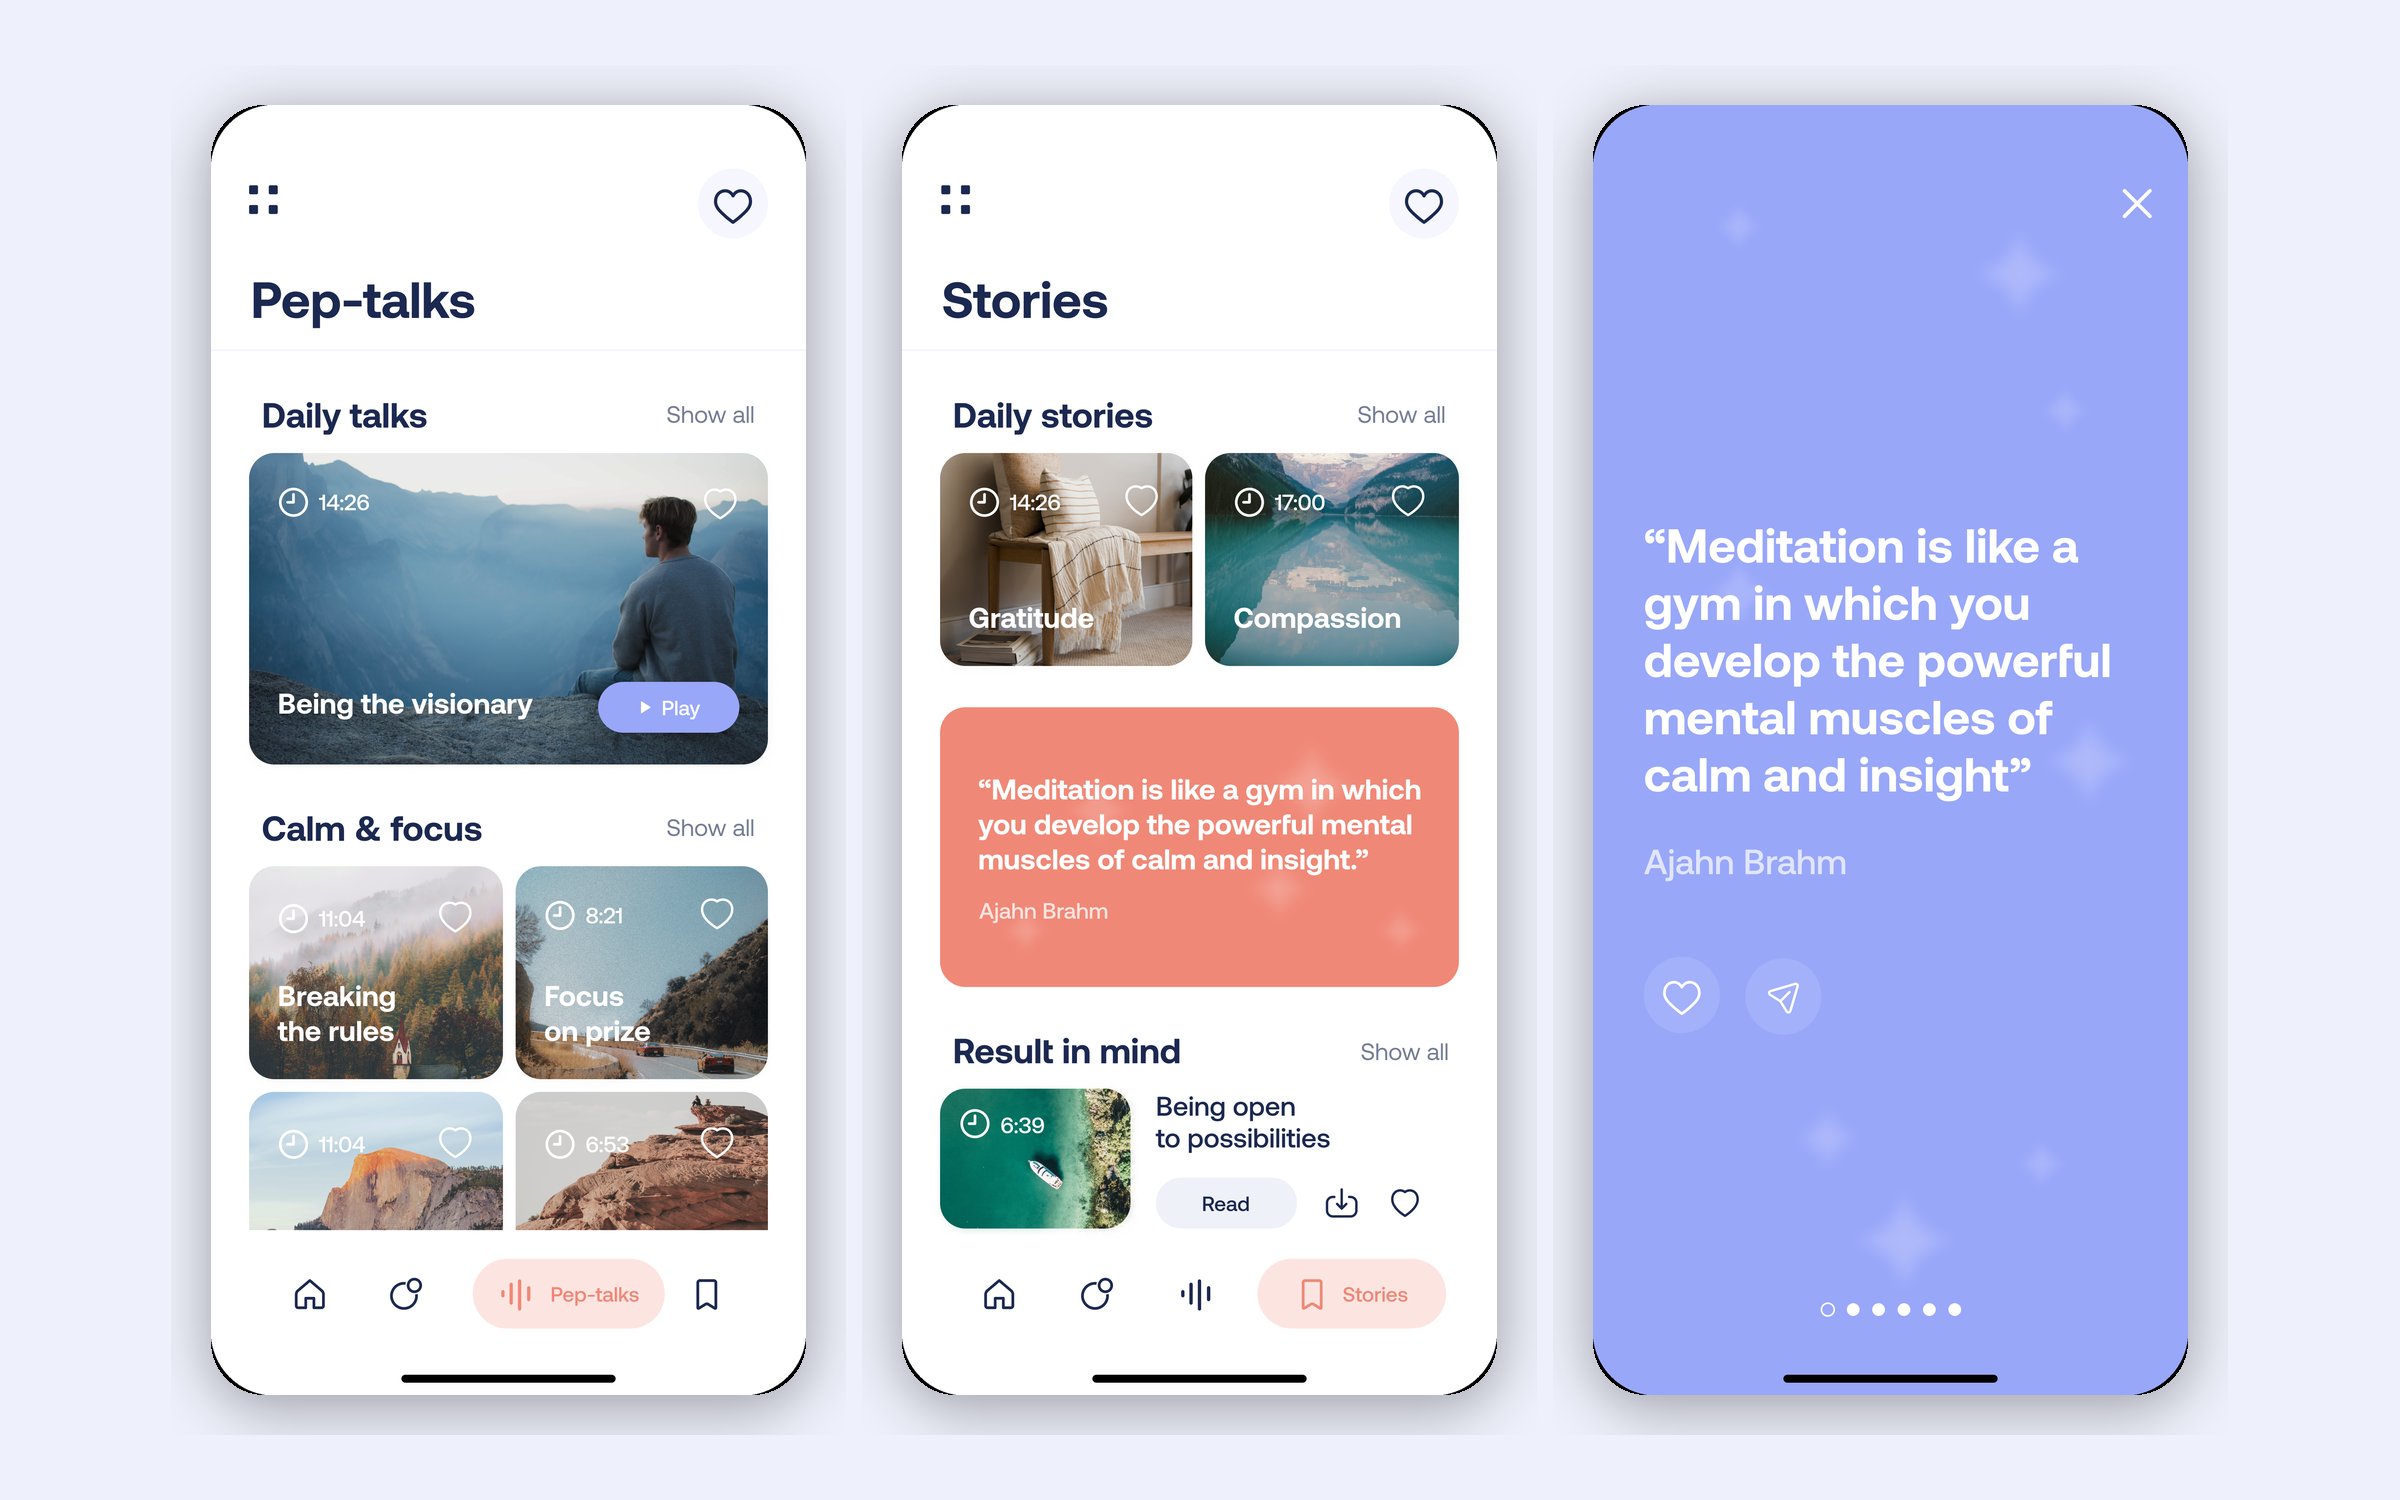 Pep-talks
Daily talks
Show all
14:26
Being the visionary
Play
Calm & focus
Show all
11:04
Breaking
the rules
8:21
Focus
on prize
11:04
6:53
Pep-talks
Stories
Daily stories
Show all
14:26
Gratitude
17:00
Compassion
“Meditation is like a gym in which
you develop the powerful mental
muscles of calm and insight.”
Ajahn Brahm
Result in mind
Show all
6:39
Being open
to possibilities
Read
Stories
“Meditation is like a
gym in which you
develop the powerful
mental muscles of
calm and insight”
Ajahn Brahm